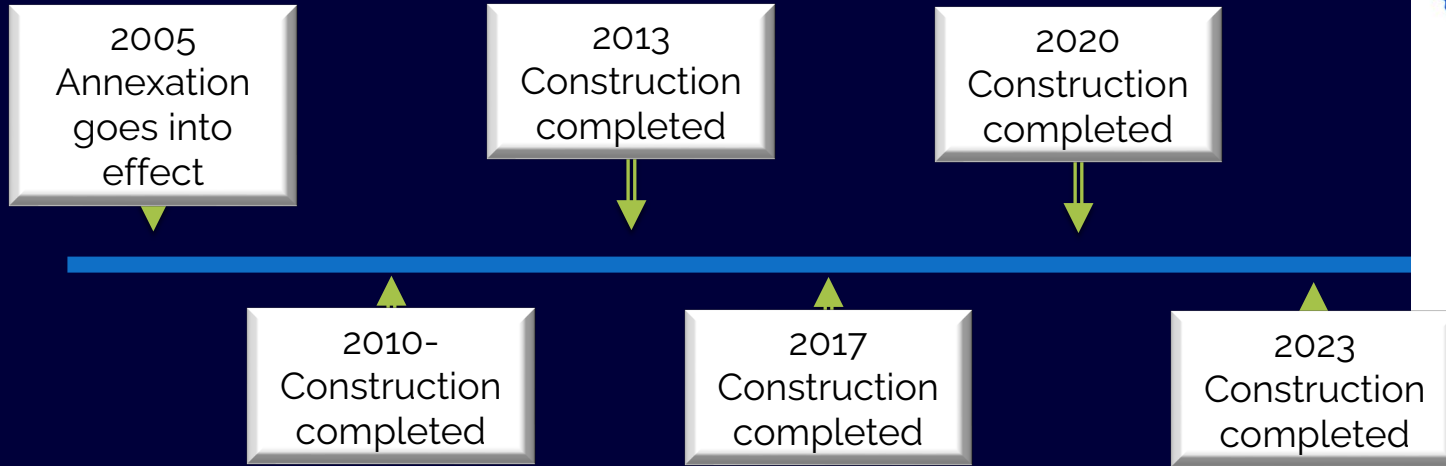 2005
Annexation
goes into
effect
2010-
Construction
completed
2013
Construction
completed
2017
Construction
completed
2020
Construction
completed
2023
Construction
completed